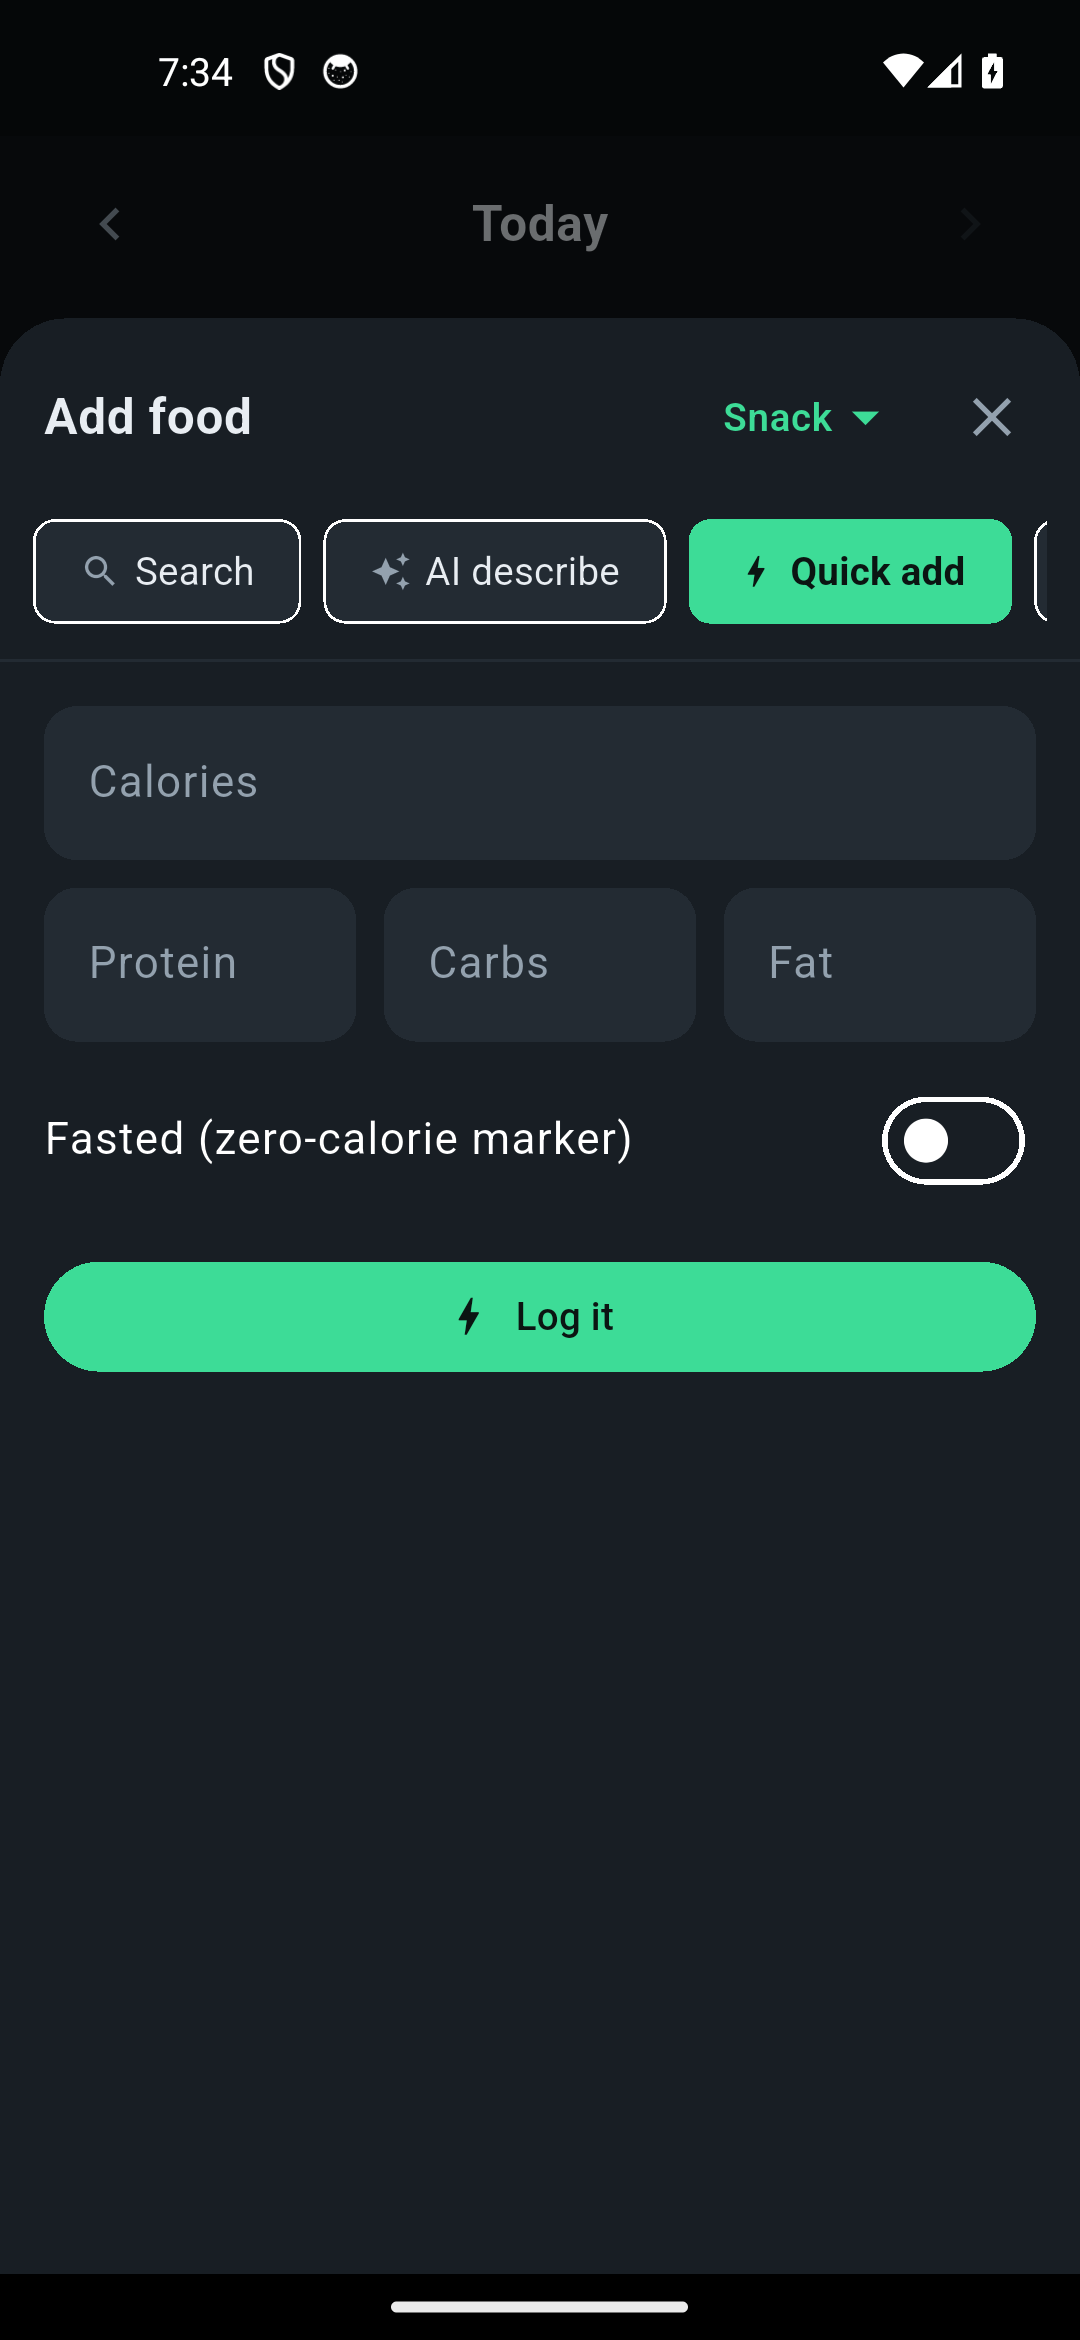 7:34
Today
Add food
Snack
Search
AI describe
Quick add
Calories
Protein
Carbs
Fat
Fasted (zero-calorie marker)
Log it